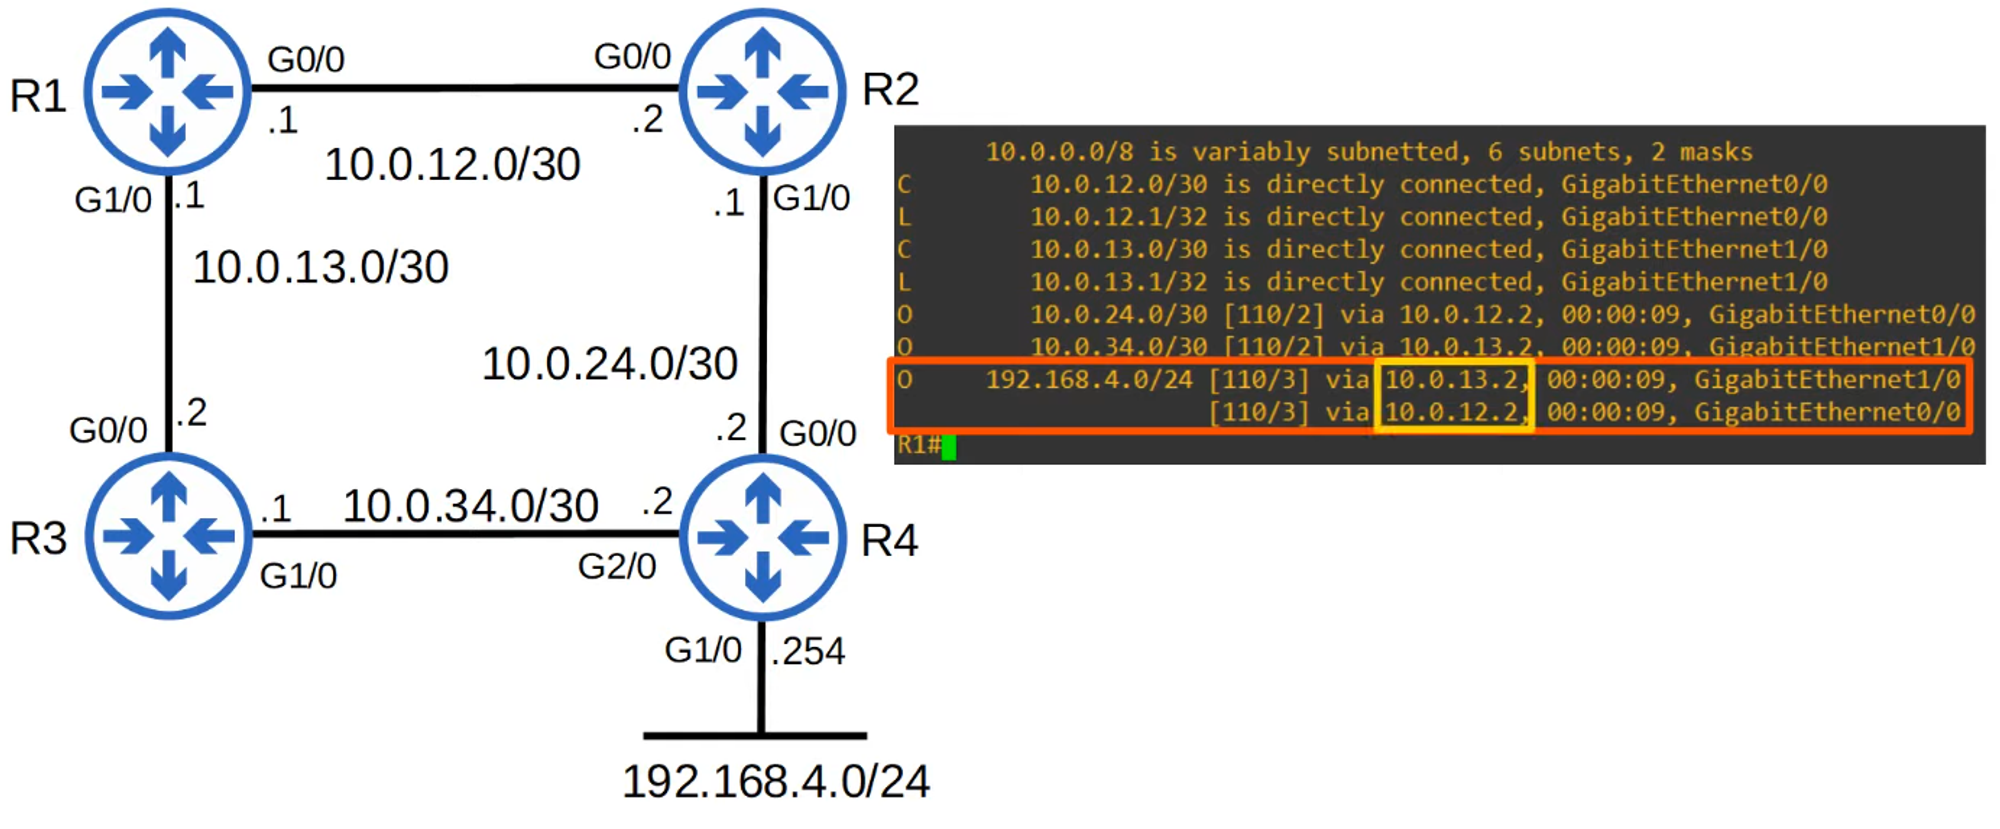 R1
G0/0
G0/0
R2
.1
.2
10.0.12.0/30
G1/0
.1
.1
G1/0
10.0.13.0/30
10.0.24.0/30
G0/0
.2
.2
G0/0
R3
.1
10.0.34.0/30
.2
R4
G1/0
G2/0
G1/0
.254
192.168.4.0/24
10.0.0.0/8 is variably subnetted, 6 subnets, 2 masks
C 10.0.12.0/30 is directly connected, GigabitEthernet0/0
L 10.0.12.1/32 is directly connected, GigabitEthernet0/0
C 10.0.13.0/30 is directly connected, GigabitEthernet1/0
L 10.0.13.1/32 is directly connected, GigabitEthernet1/0
O 10.0.24.0/30 [110/2] via 10.0.12.2, 00:00:09, GigabitEthernet0/0
O 10.0.34.0/30 [110/2] via 10.0.13.2, 00:00:09, GigabitEthernet1/0
O 192.168.4.0/24 [110/3] via 10.0.13.2, 00:00:09, GigabitEthernet1/0
[110/3] via 10.0.12.2, 00:00:09, GigabitEthernet0/0
R1#